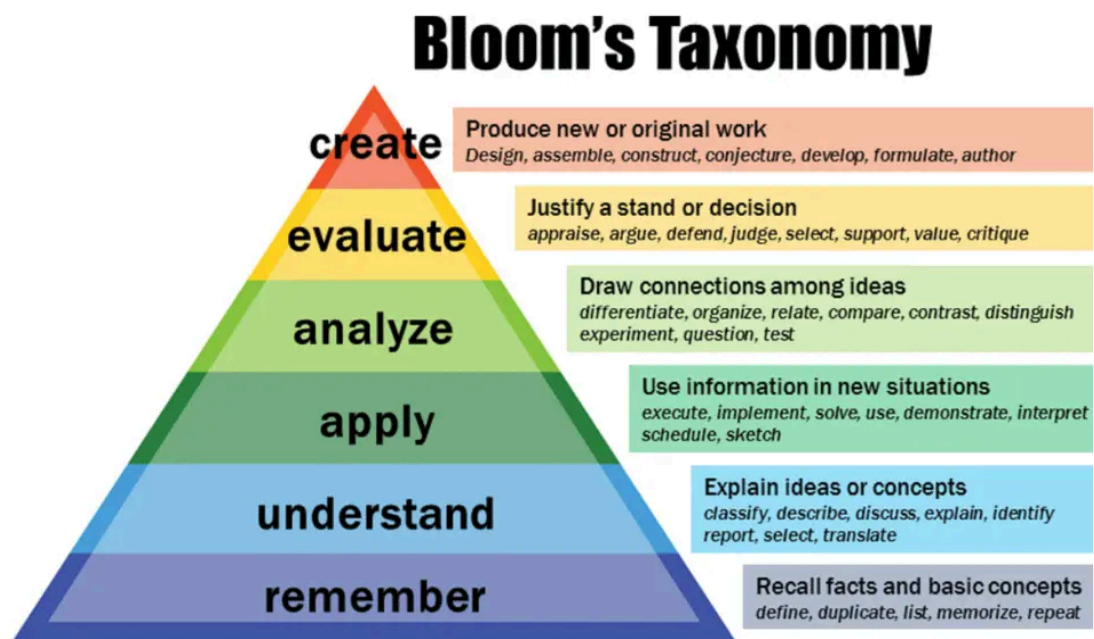 Bloom's Taxonomy
create
Produce new or original work
Design, assemble, construct, conjecture, develop, formulate, author
evaluate
Justify a stand or decision
appraise, argue, defend, judge, select, support, value, critique
analyze
Draw connections among ideas
differentiate, organize, relate, compare, contrast, distinguish
experiment, question, test
apply
Use information in new situations
execute, implement, solve, use, demonstrate, interpret
schedule, sketch
understand
Explain ideas or concepts
classify, describe, discuss, explain, identify
report, select, translate
remember
Recall facts and basic concepts
define, duplicate, list, memorize, repeat